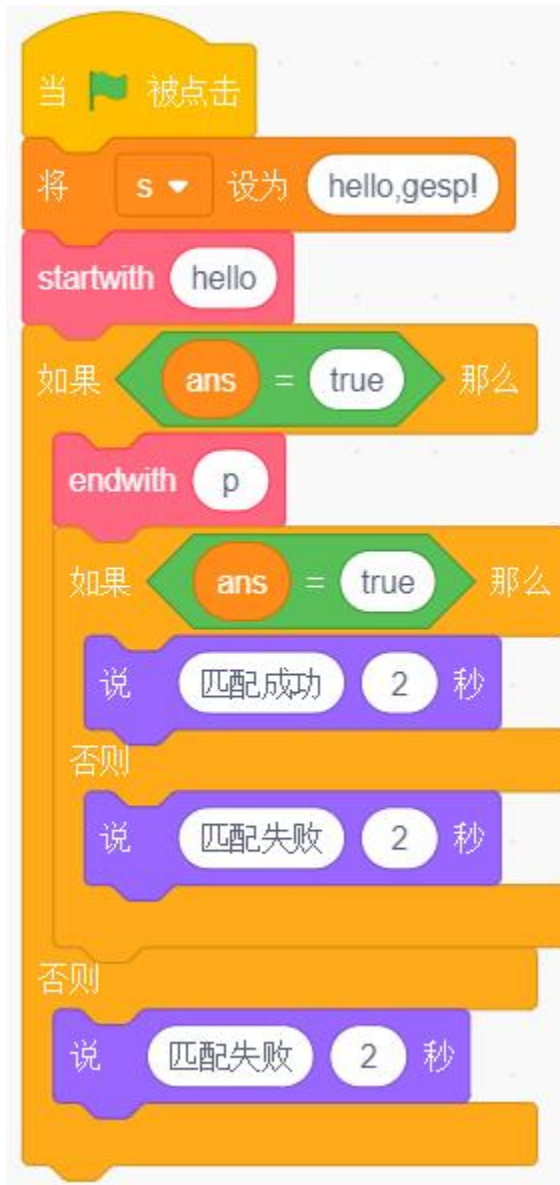 当 被点击
将 s 设为 hello,gesp!
startwith hello
如果 ans = true 那么
endwith p
如果 ans = true 那么
说 匹配成功 2 秒
否则
说 匹配失败 2 秒
否则
说 匹配失败 2 秒